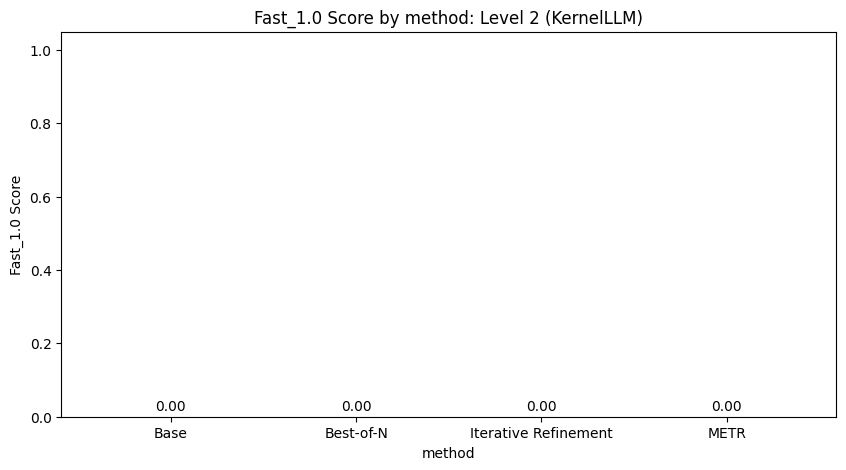 Fast_1.0 Score by method: Level 2 (KernelLLM)
Fast_1.0 Score
1.0
0.8
0.6
0.4
0.2
0.0
0.00 0.00 0.00 0.00
Base Best-of-N Iterative Refinement METR
method